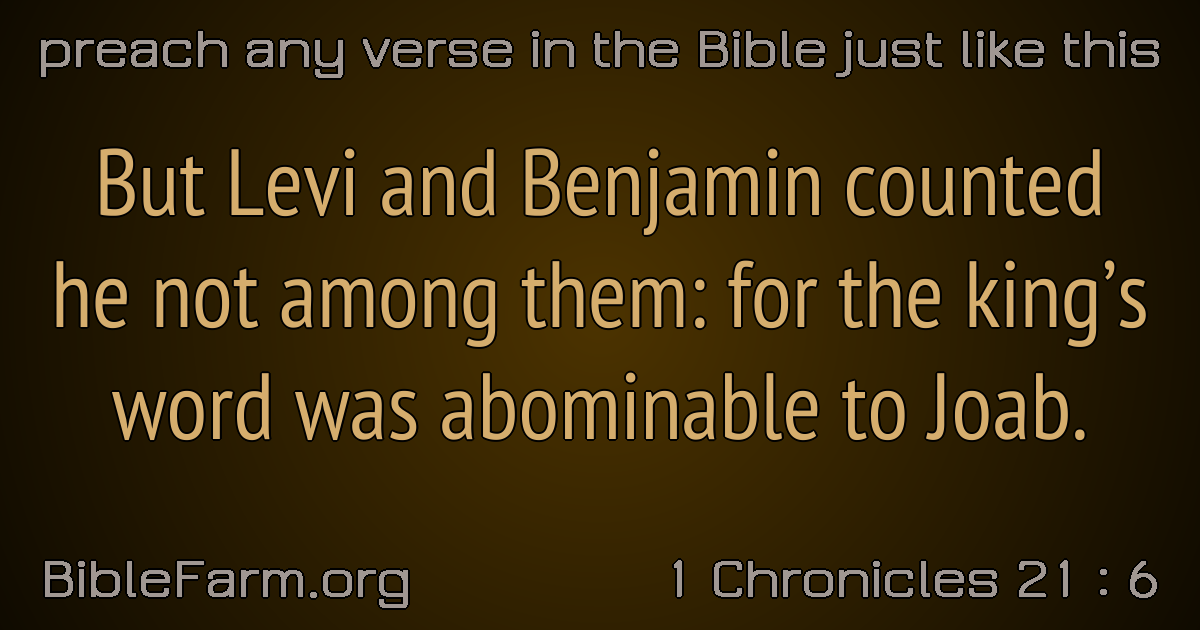 preach any verse in the Bible just like this
But Levi and Benjamin counted
he not among them: for the king’s
word was abominable to Joab.
BibleFarm.org
1 Chronicles 21 : 6